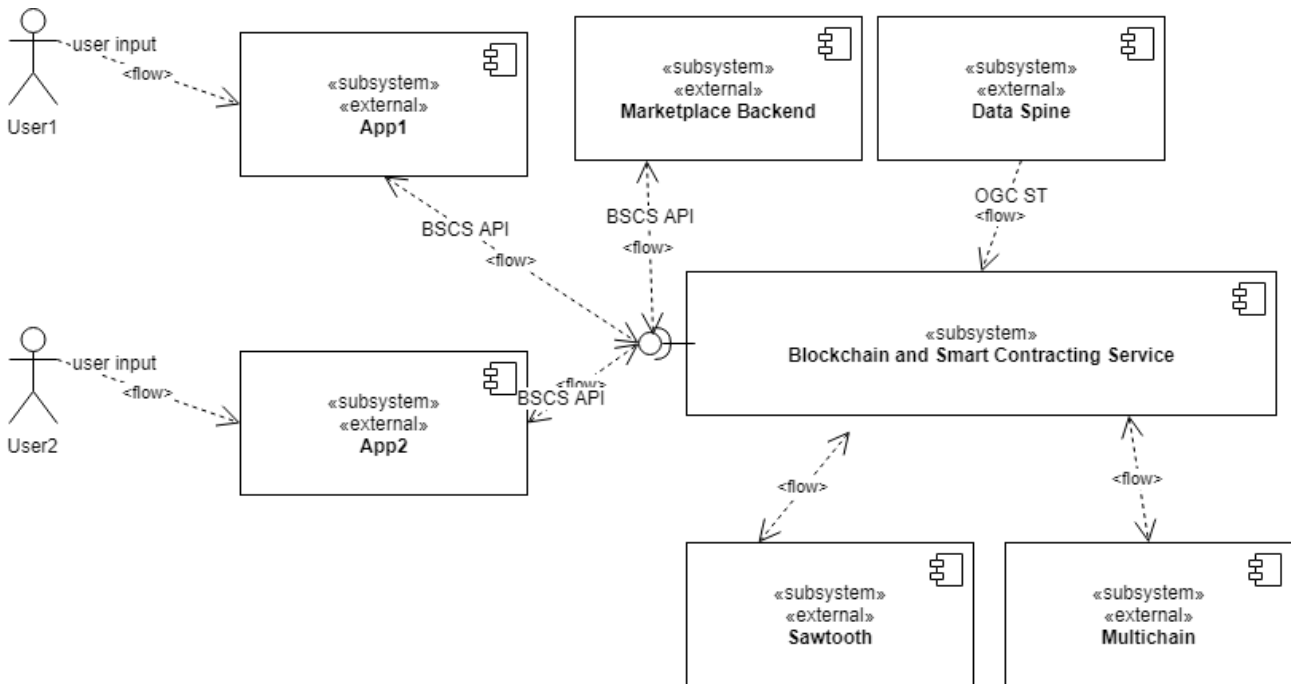 user input
<flow>
User1
«subsystem»
«external»
App1
«subsystem»
«external»
Marketplace Backend
«subsystem»
«external»
Data Spine
BSCS API
<flow>
BSCS API
<flow>
OGC ST
<flow>
user input
<flow>
User2
«subsystem»
«external»
App2
<flow>
BSCS API
«subsystem»
Blockchain and Smart Contracting Service
<flow>
<flow>
«subsystem»
«external»
Sawtooth
«subsystem»
«external»
Multichain